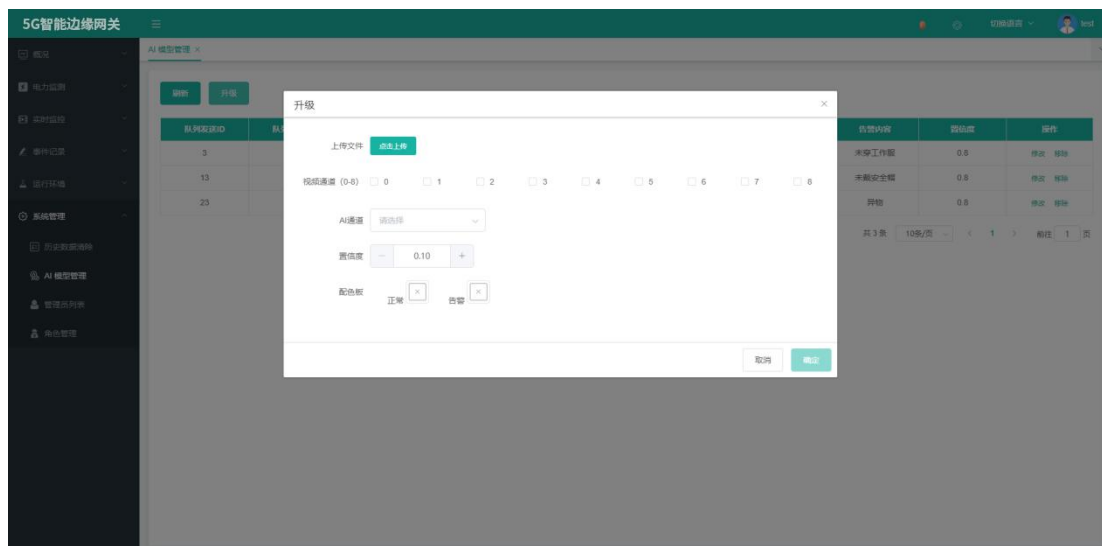 5G智能边缘网关
切换语言
test
概况
AI 模型管理 ×
电力监测
刷新 升级
实时监控
事件记录
运行环境
系统管理
历史数据清除
AI 模型管理
管理员列表
角色管理
队列发送ID 告警内容 置信度 操作
5 未穿工作服 0.8 修改 移除
13 未戴安全帽 0.8 修改 移除
23 异物 0.8 修改 移除
共 3 条 10条/页 1 前往 1 页
升级
上传文件 点击上传
视频通道 (0-8) 0 1 2 3 4 5 6 7 8
AI通道 请选择
置信度 - 0.10 +
配色板 正常 告警
取消 确定